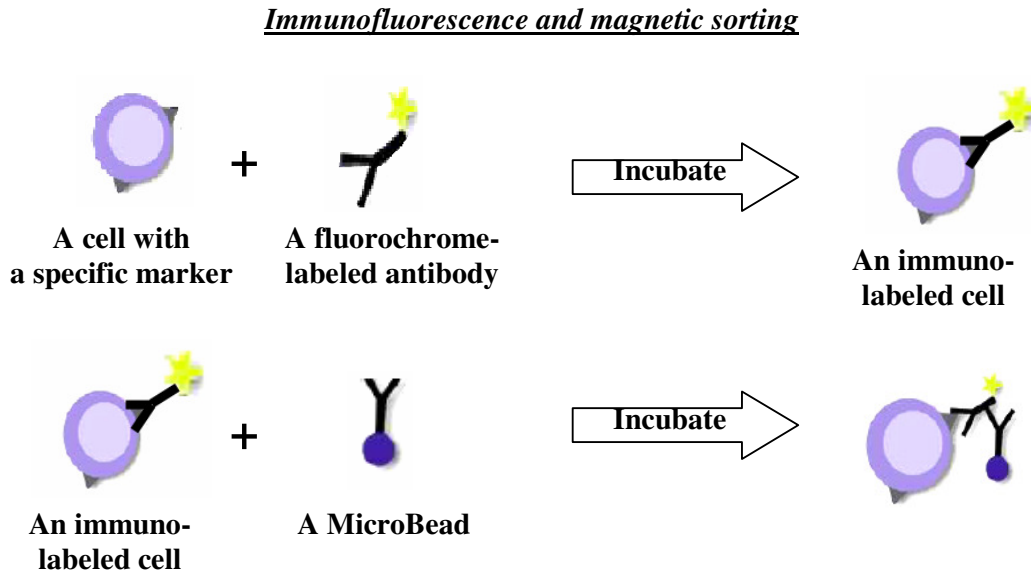 Immunofluorescence and magnetic sorting
+
Incubate
A cell with
a specific marker
A fluorochrome-
labeled antibody
An immuno-
labeled cell
+
Incubate
An immuno-
labeled cell
A MicroBead